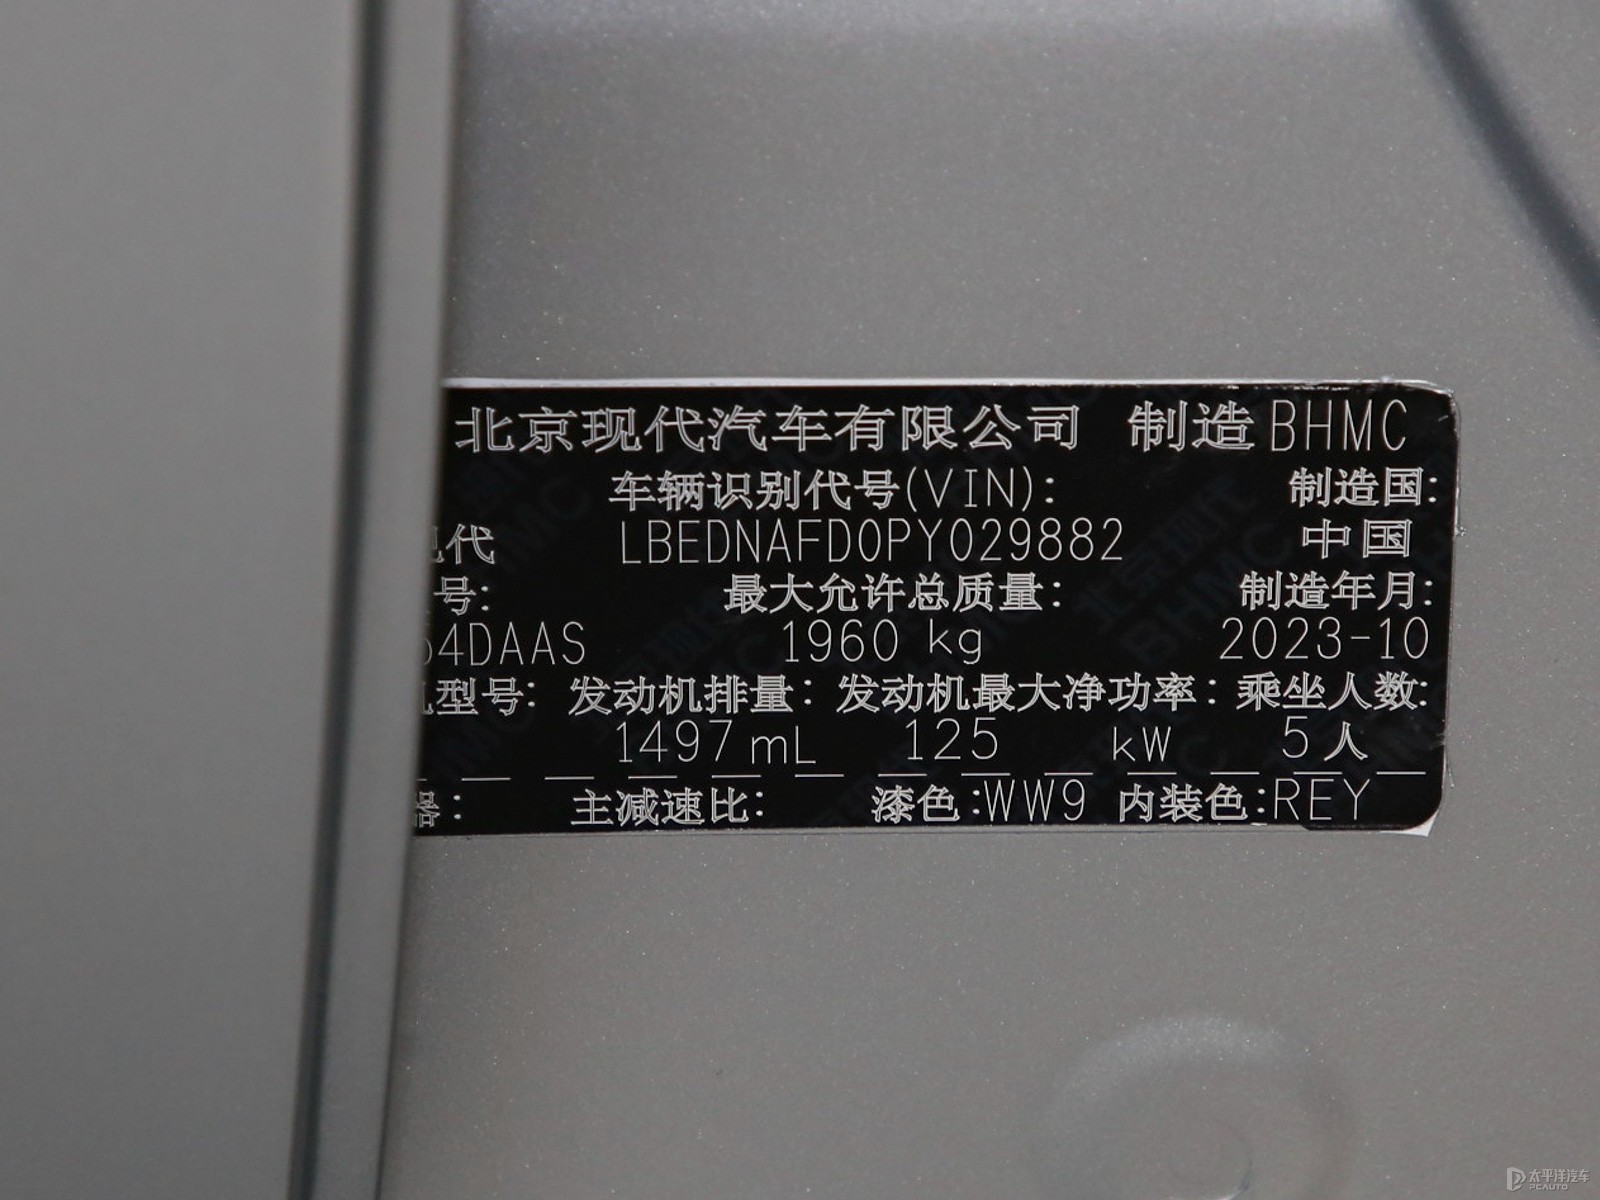 北京现代汽车有限公司 制造BHMC
车辆识别代号(VIN): 制造国:
代 LBEDNAFD0PY029882 中国
号: 最大允许总质量: 制造年月:
4DAAS 1960 kg 2023-10
型号: 发动机排量: 发动机最大净功率: 乘坐人数:
1497mL 125 kW 5人
器: 主减速比: 漆色:WW9 内装色:REY
太平洋汽车
PCAUTO